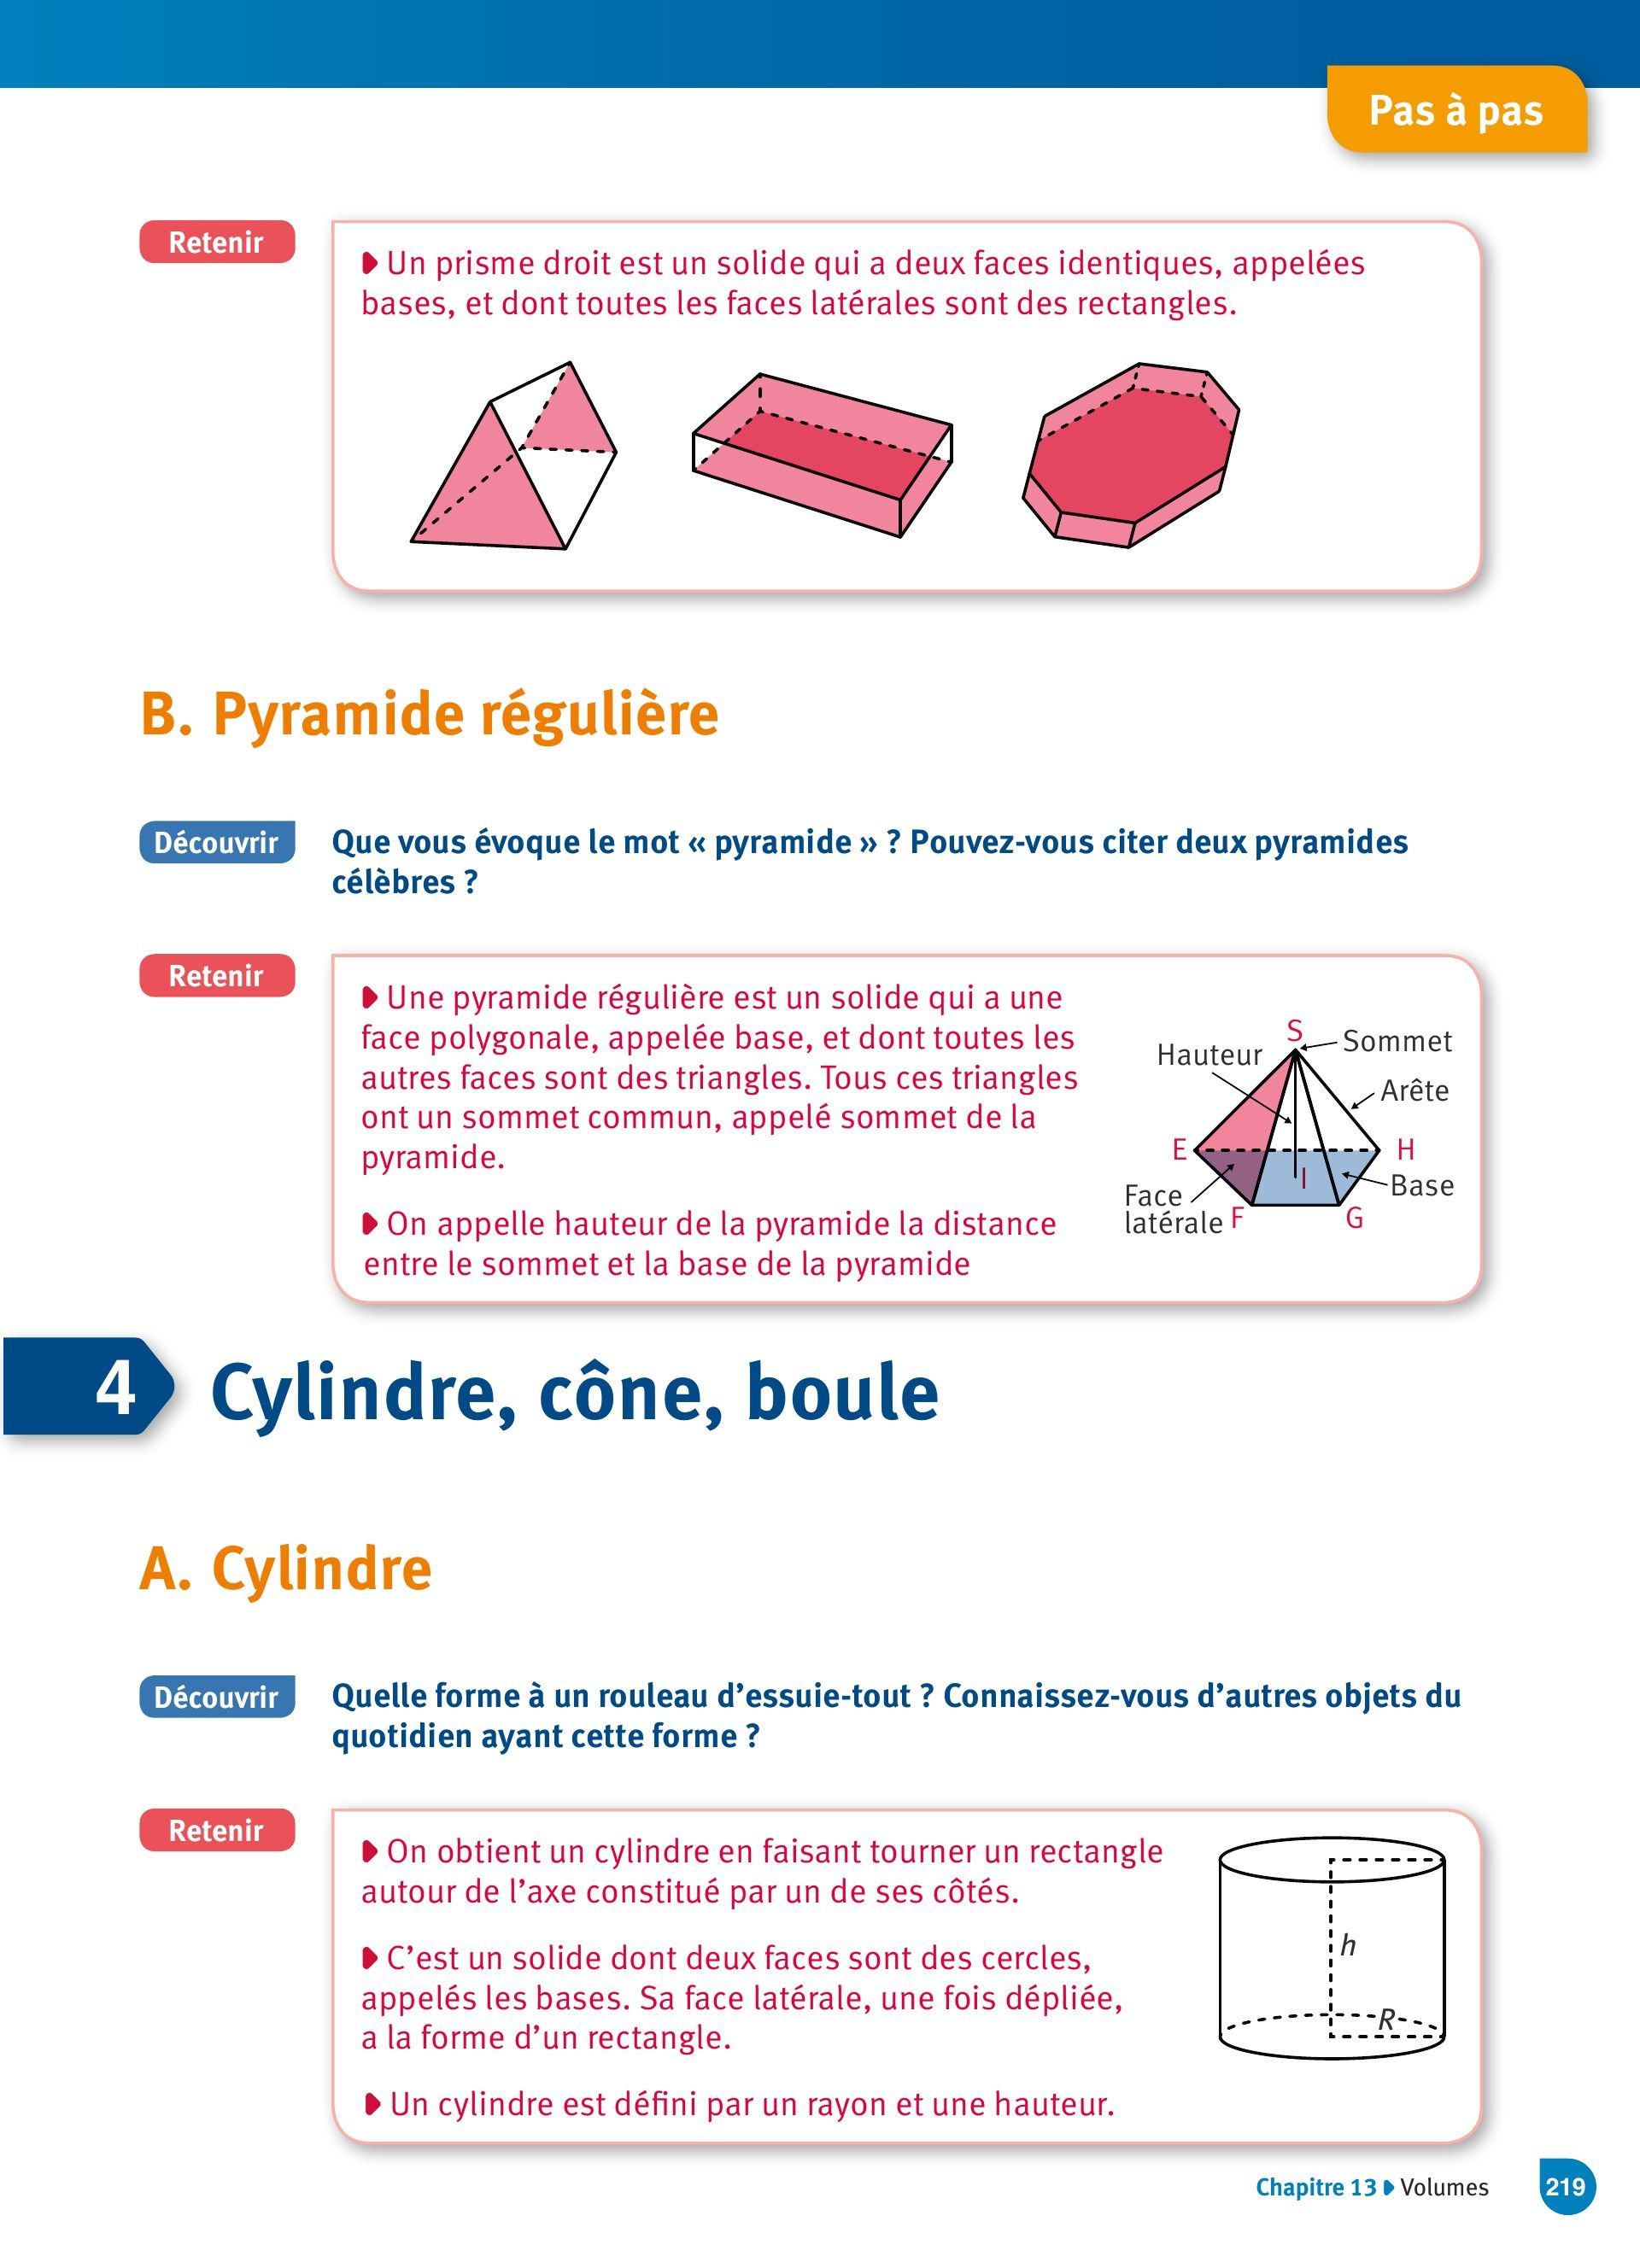 Pas à pas
Retenir
Un prisme droit est un solide qui a deux faces identiques, appelées
bases, et dont toutes les faces latérales sont des rectangles.
B. Pyramide régulière
Découvrir
Que vous évoque le mot « pyramide » ? Pouvez-vous citer deux pyramides
célèbres ?
Retenir
Une pyramide régulière est un solide qui a une
face polygonale, appelée base, et dont toutes les
autres faces sont des triangles. Tous ces triangles
ont un sommet commun, appelé sommet de la
pyramide.
On appelle hauteur de la pyramide la distance
entre le sommet et la base de la pyramide
S
Sommet
Hauteur
Arête
E
H
I
Base
Face
latérale
F
G
4
Cylindre, cône, boule
A. Cylindre
Découvrir
Quelle forme à un rouleau d’essuie-tout ? Connaissez-vous d’autres objets du
quotidien ayant cette forme ?
Retenir
On obtient un cylindre en faisant tourner un rectangle
autour de l’axe constitué par un de ses côtés.
C’est un solide dont deux faces sont des cercles,
appelés les bases. Sa face latérale, une fois dépliée,
a la forme d’un rectangle.
Un cylindre est défini par un rayon et une hauteur.
h
R
Chapitre 13 Volumes
219